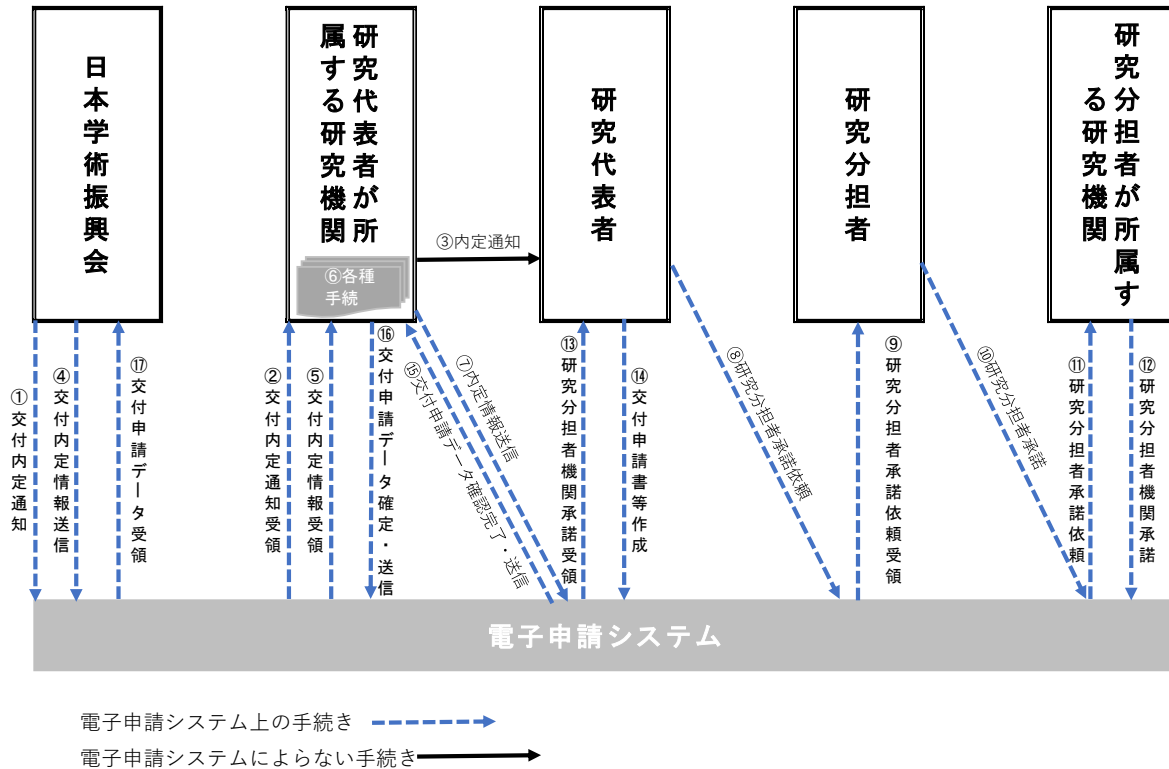 日本学術振興会
研究代表者が所
属する研究機関
研究代表者
研究分担者
研究分担者が所属す
る研究機関
③内定通知
⑥各種
手続
①交付内定通知
④交付内定情報送信
⑰交付申請データ受領
②交付内定通知受領
⑤交付内定情報受領
⑯交付申請データ確定・送信
⑮交付申請データ確認完了・送信
⑦内定情報送信
⑬研究分担者機関承諾受領
⑭交付申請書等作成
⑧研究分担者承諾依頼
⑨研究分担者承諾依頼受領
⑩研究分担者承諾
⑪研究分担者承諾依頼
⑫研究分担者機関承諾
電子申請システム
電子申請システム上の手続き
電子申請システムによらない手続き